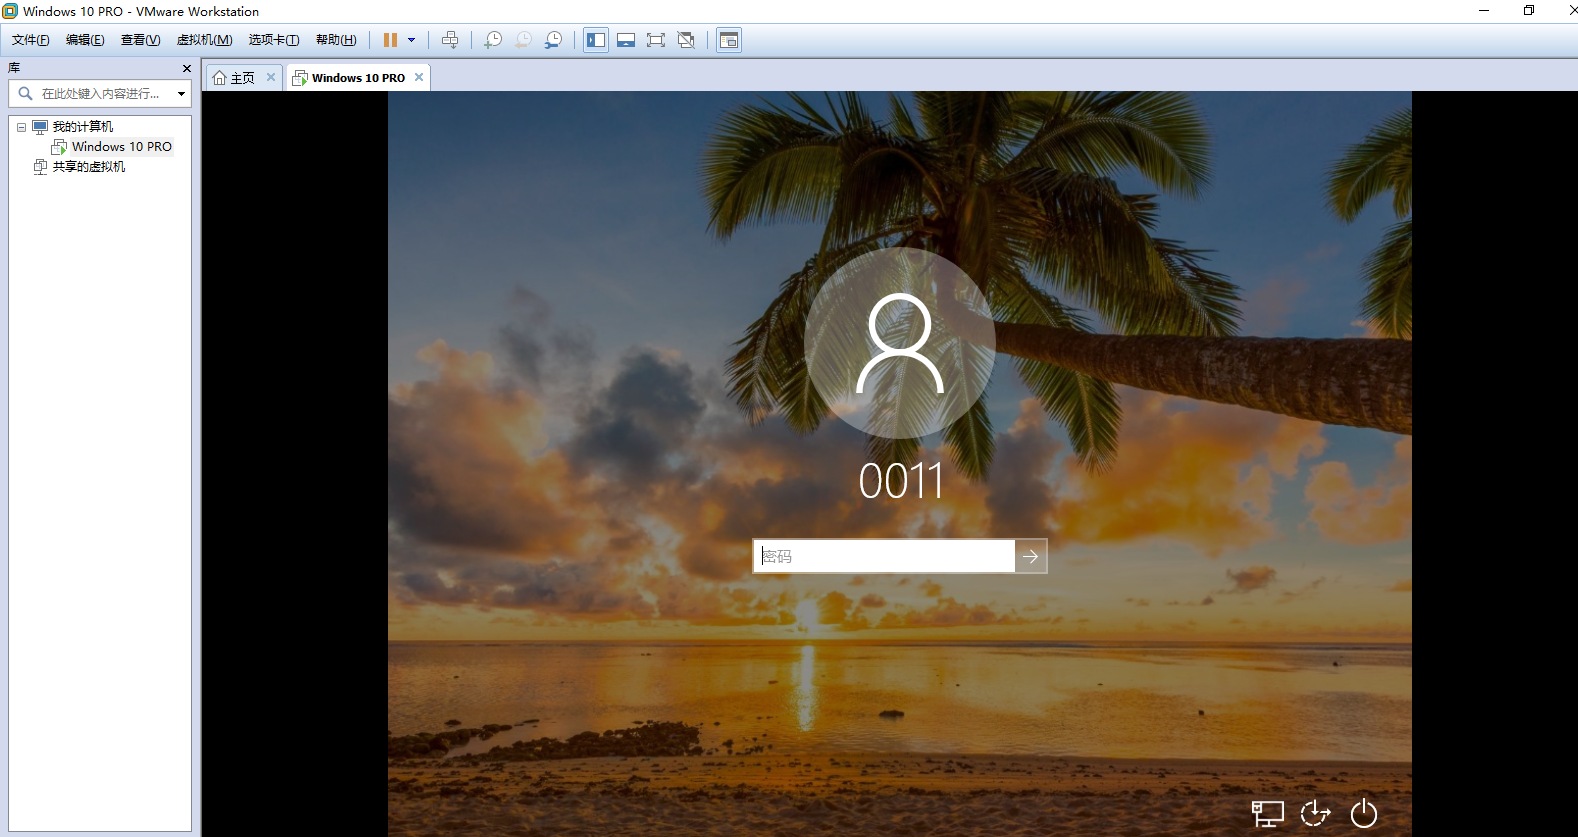 Windows 10 PRO - VMware Workstation
文件(F) 编辑(E) 查看(V) 虚拟机(M) 选项卡(T) 帮助(H)
库
在此处键入内容进行...
我的计算机
Windows 10 PRO
共享的虚拟机
主页
Windows 10 PRO
0011
密码